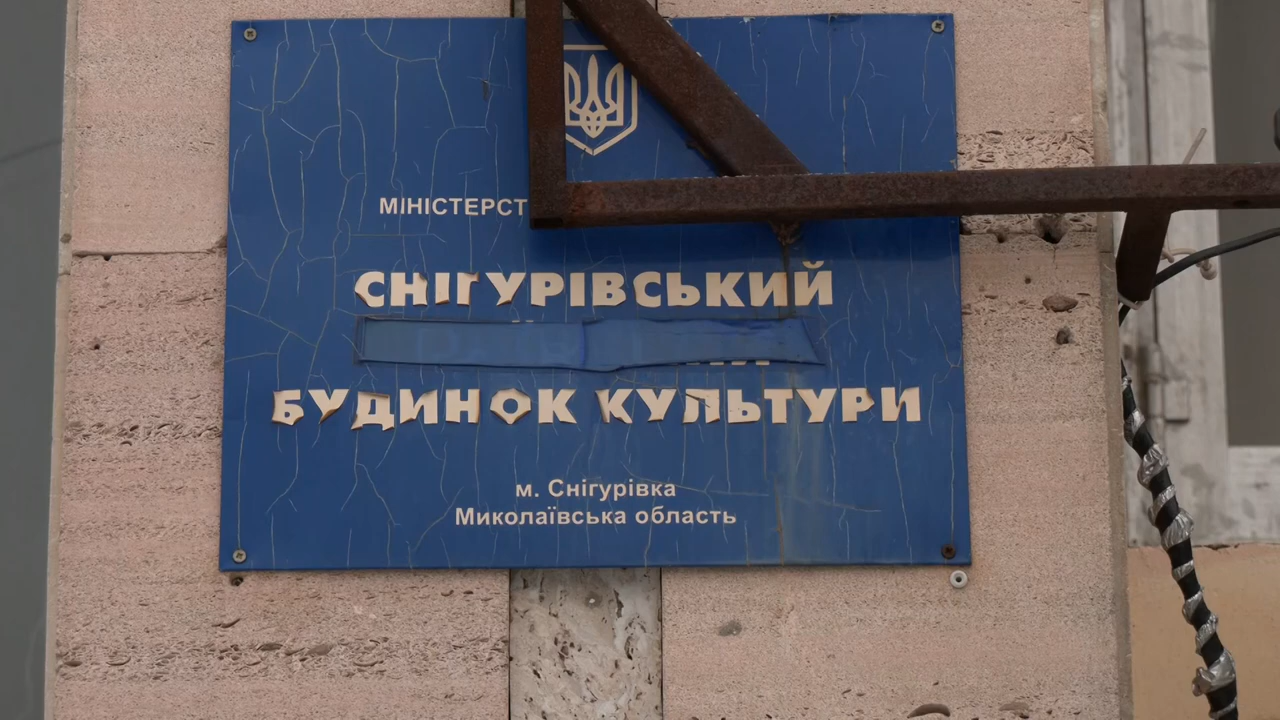 МІНІСТЕРСТ
СНІГУРІВСЬКИЙ
БУДИНОК КУЛЬТУРИ
м. Снігурівка
Миколаївська область